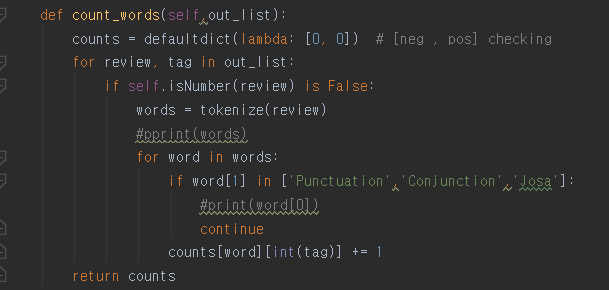 def count_words(self,out_list):
    counts = defaultdict(lambda: [0, 0])  # [neg , pos] checking
    for review, tag in out_list:
        if self.isNumber(review) is False:
            words = tokenize(review)
            #pprint(words)
            for word in words:
                if word[1] in ['Punctuation','Conjunction','Josa']:
                    #print(word[0])
                    continue
                counts[word][int(tag)] += 1
    return counts